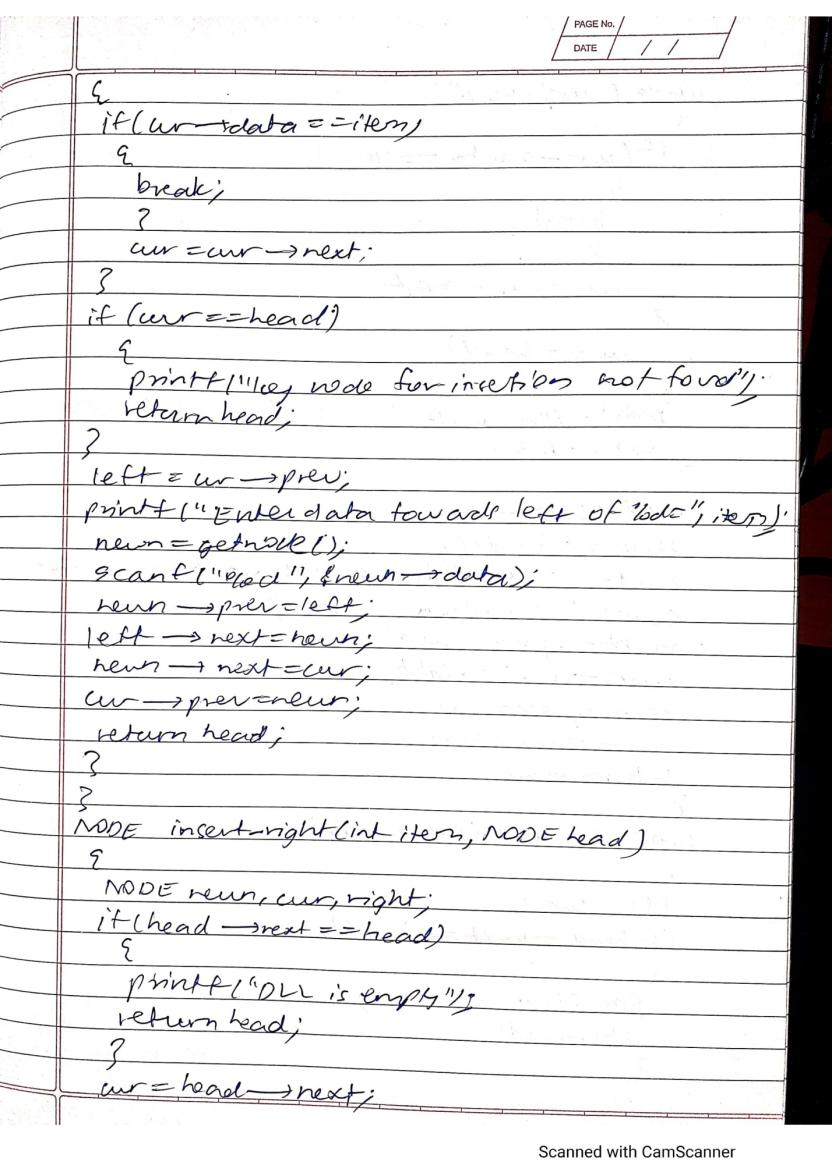 PAGE No.
DATE / /
{
if(cur→data==item)
{
break;
}
cur=cur→next;
}
if (cur==head)
{
printf("key node for insetion not found");
return head;
}
left = cur→prev;
printf("Enter data towards left of %d=", item);
newn=getnode();
scanf("%d", &newn→data);
newn→prev=left;
left→next=newn;
newn→next=cur;
cur→prev=newn;
return head;
}
}
NODE insert_right(int item, NODE head)
{
NODE newn, cur, right;
if(head→next==head)
{
printf("DLL is empty");
return head;
}
cur=head→next;
Scanned with CamScanner